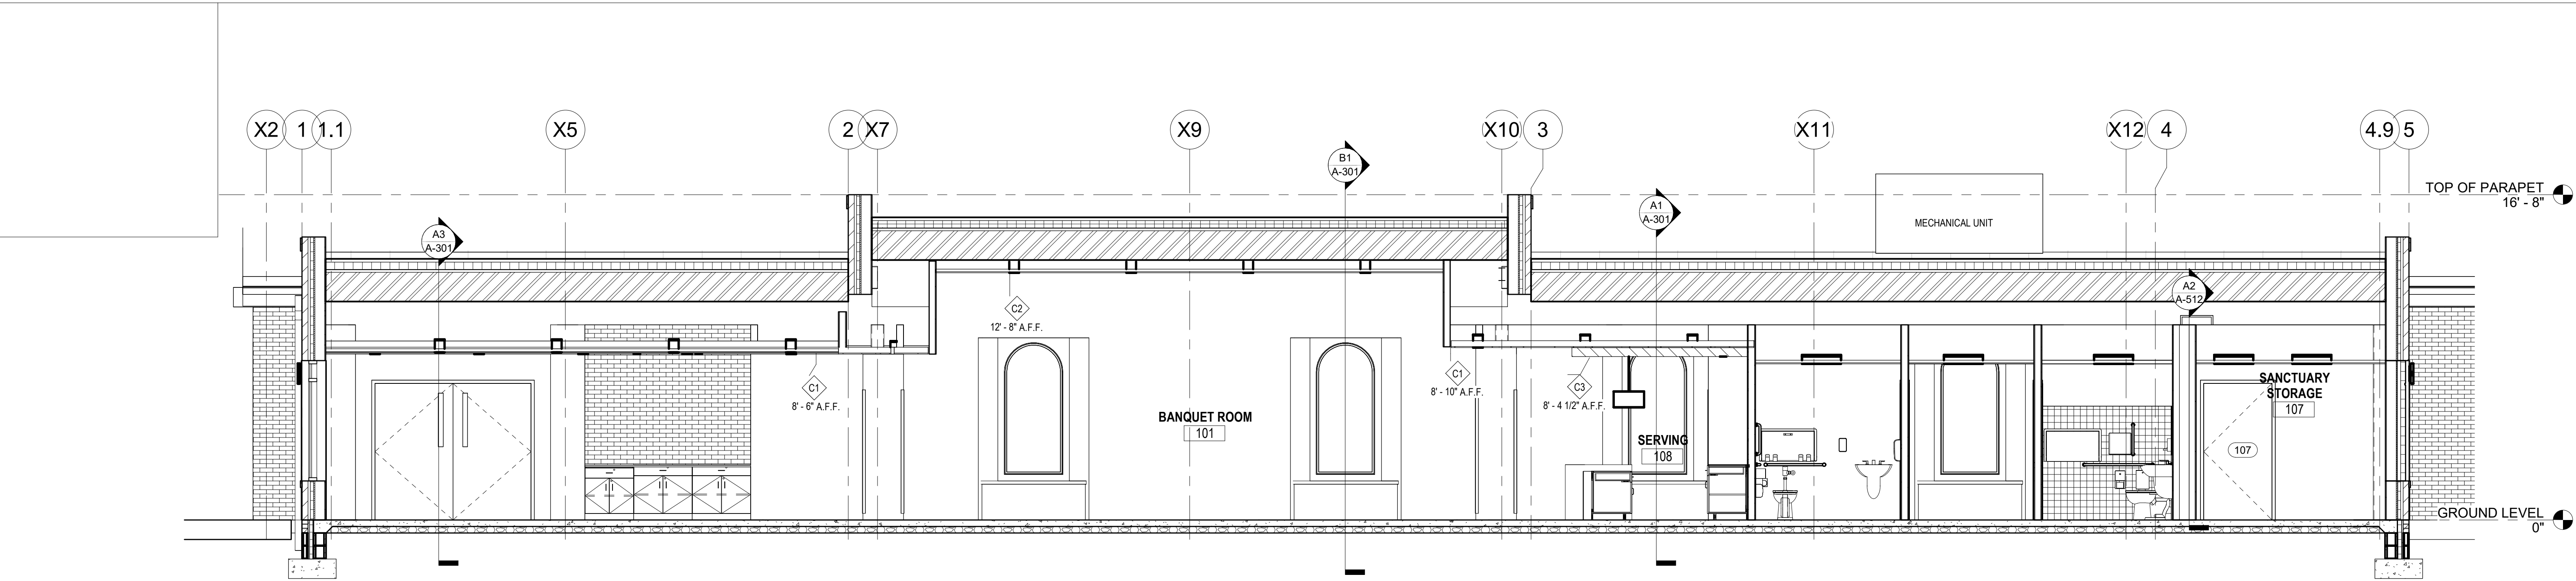 X2
1
1.1
X5
2
X7
X9
X10
3
X11
X12
4
4.9
5
B1
A-301
TOP OF PARAPET
16' - 8"
A1
A-301
MECHANICAL UNIT
A3
A-301
A2
A-512
C2
12' - 8" A.F.F.
C1
8' - 6" A.F.F.
C1
8' - 10" A.F.F.
C3
8' - 4 1/2" A.F.F.
SANCTUARY
STORAGE
107
BANQUET ROOM
101
SERVING
108
107
GROUND LEVEL
0"